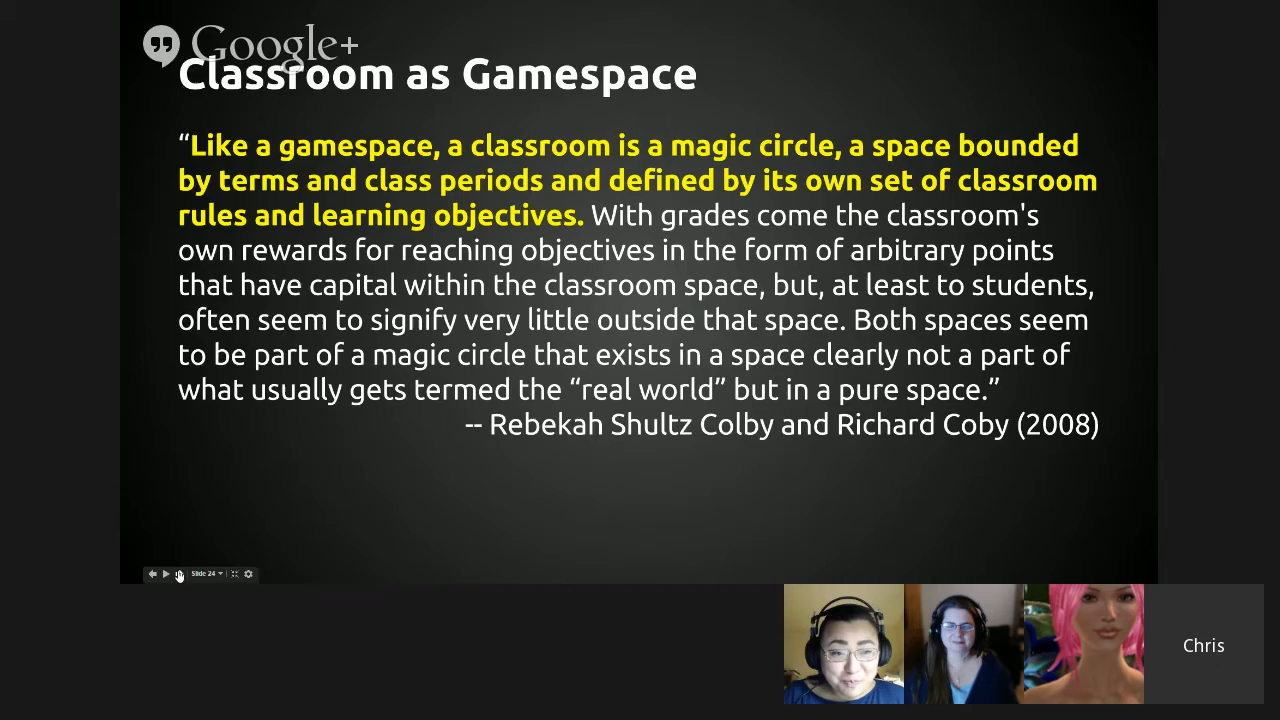 Google+
Classroom as Gamespace
“Like a gamespace, a classroom is a magic circle, a space bounded
by terms and class periods and defined by its own set of classroom
rules and learning objectives. With grades come the classroom's
own rewards for reaching objectives in the form of arbitrary points
that have capital within the classroom space, but, at least to students,
often seem to signify very little outside that space. Both spaces seem
to be part of a magic circle that exists in a space clearly not a part of
what usually gets termed the “real world” but in a pure space.”
-- Rebekah Shultz Colby and Richard Coby (2008)
Slide 24
Chris